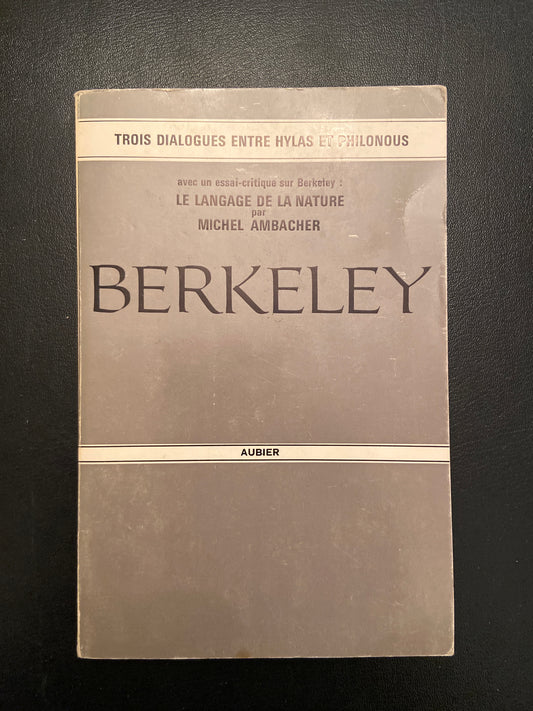 TROIS DIALOGUES ENTRE HYLAS ET PHILONOUS
avec un essai-critique sur Berkeley :
LE LANGAGE DE LA NATURE
par
MICHEL AMBACHER
BERKELEY
AUBIER